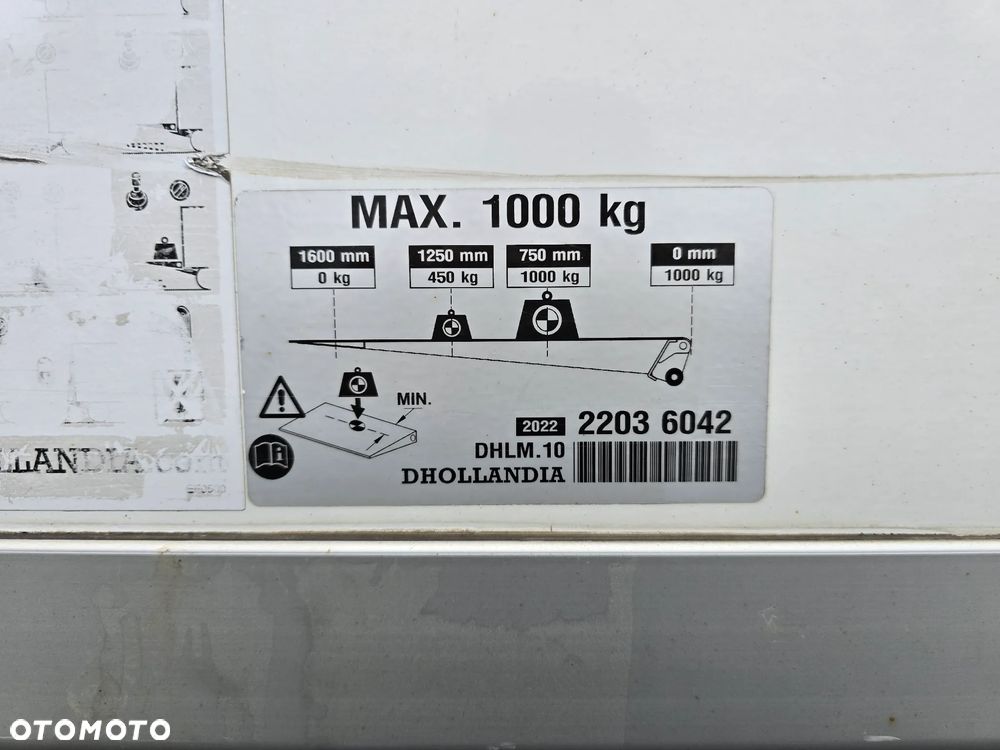 MAX. 1000 kg
1600 mm 1250 mm 750 mm 0 mm
0 kg 450 kg 1000 kg 1000 kg
MIN.
2022 2203 6042
DHLM.10
DHOLLANDIA
LLANDIA.com
OTOMOTO